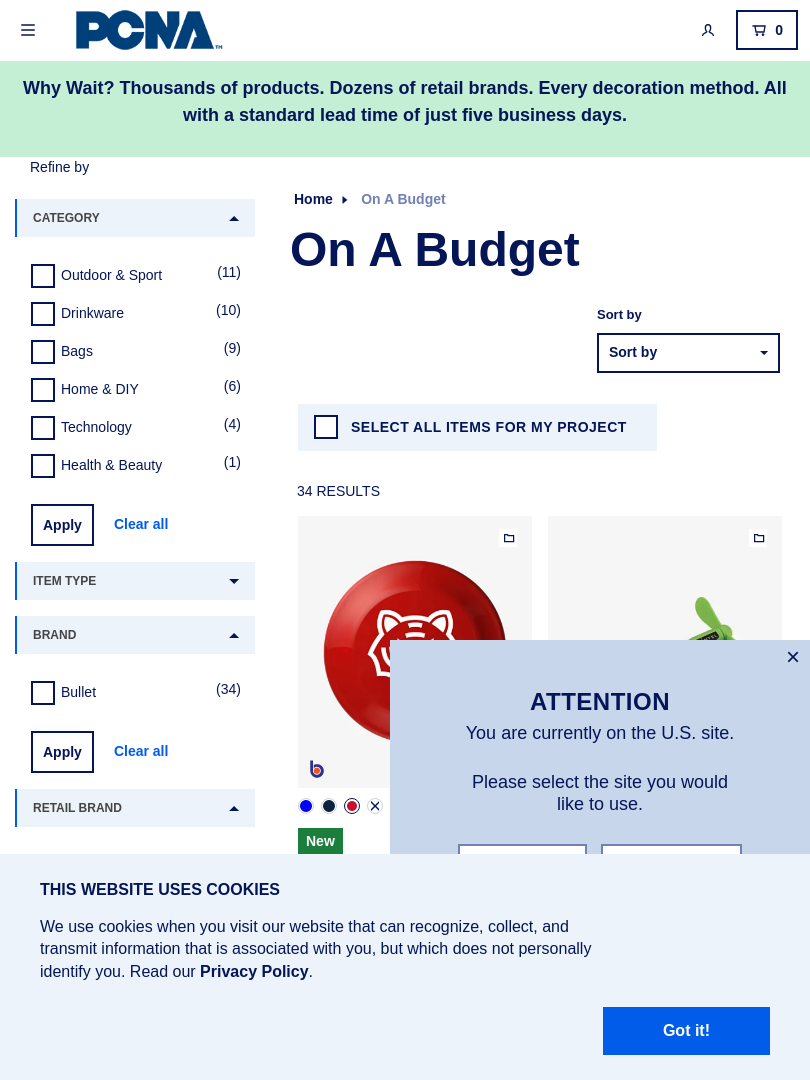 PCNA™
0
Why Wait? Thousands of products. Dozens of retail brands. Every decoration method. All
with a standard lead time of just five business days.
Refine by
Home
On A Budget
CATEGORY
On A Budget
Outdoor & Sport
(11)
Drinkware
(10)
Bags
(9)
Home & DIY
(6)
Technology
(4)
Health & Beauty
(1)
Apply
Clear all
Sort by
Sort by
SELECT ALL ITEMS FOR MY PROJECT
34 RESULTS
ITEM TYPE
BRAND
Bullet
(34)
Apply
Clear all
RETAIL BRAND
b
New
ATTENTION
You are currently on the U.S. site.
Please select the site you would
like to use.
THIS WEBSITE USES COOKIES
We use cookies when you visit our website that can recognize, collect, and
transmit information that is associated with you, but which does not personally
identify you. Read our Privacy Policy.
Got it!